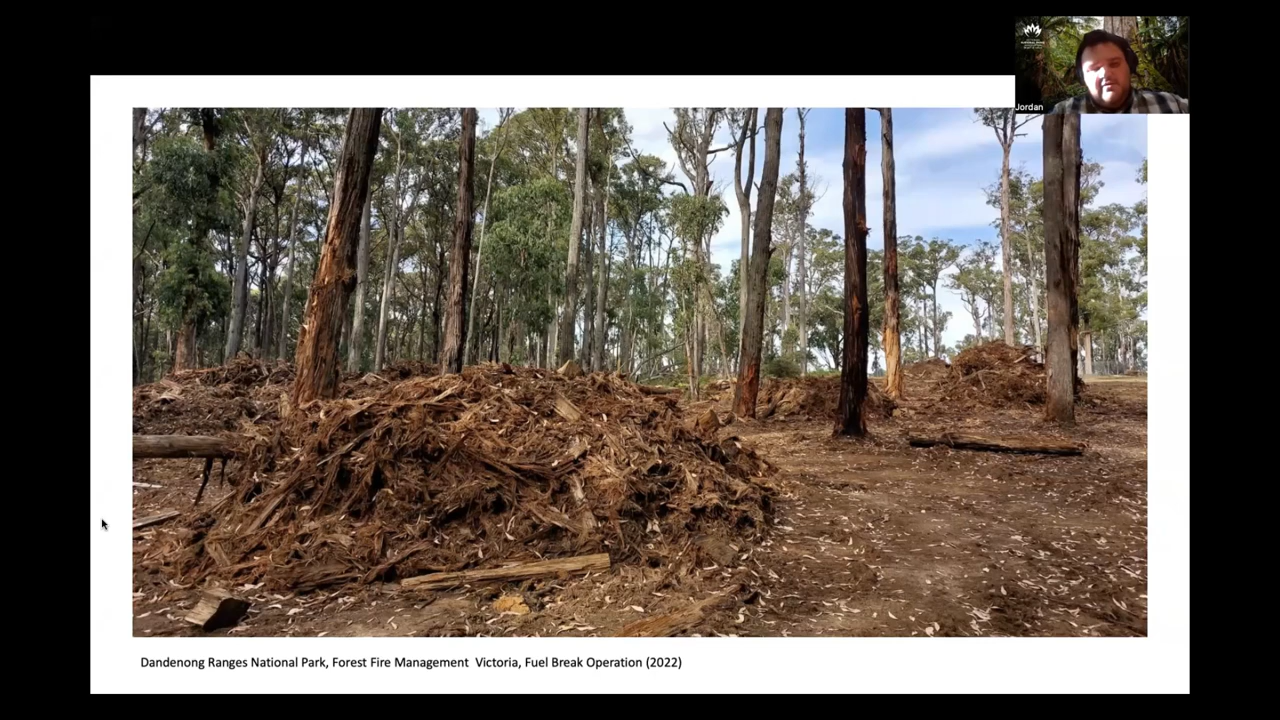 Jordan
Dandenong Ranges National Park, Forest Fire Management Victoria, Fuel Break Operation (2022)